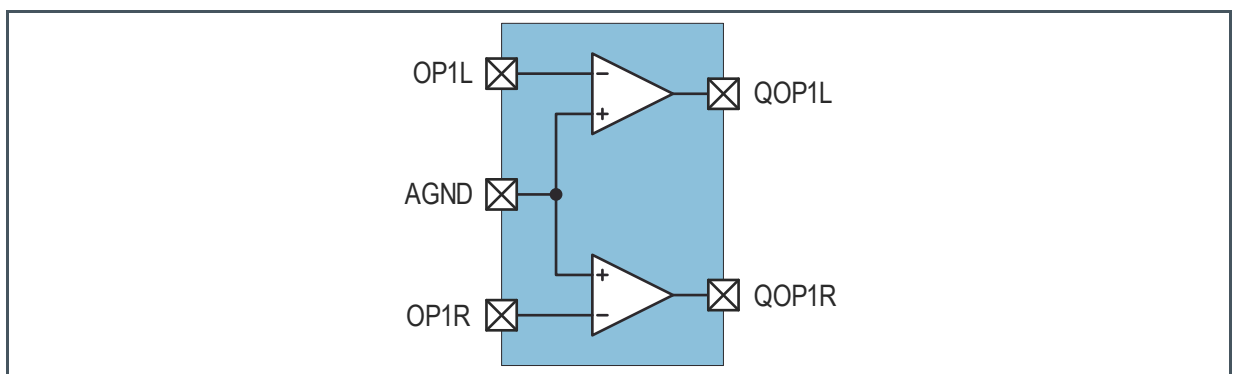 OP1L
−
QOP1L
+
AGND
+
QOP1R
OP1R
−